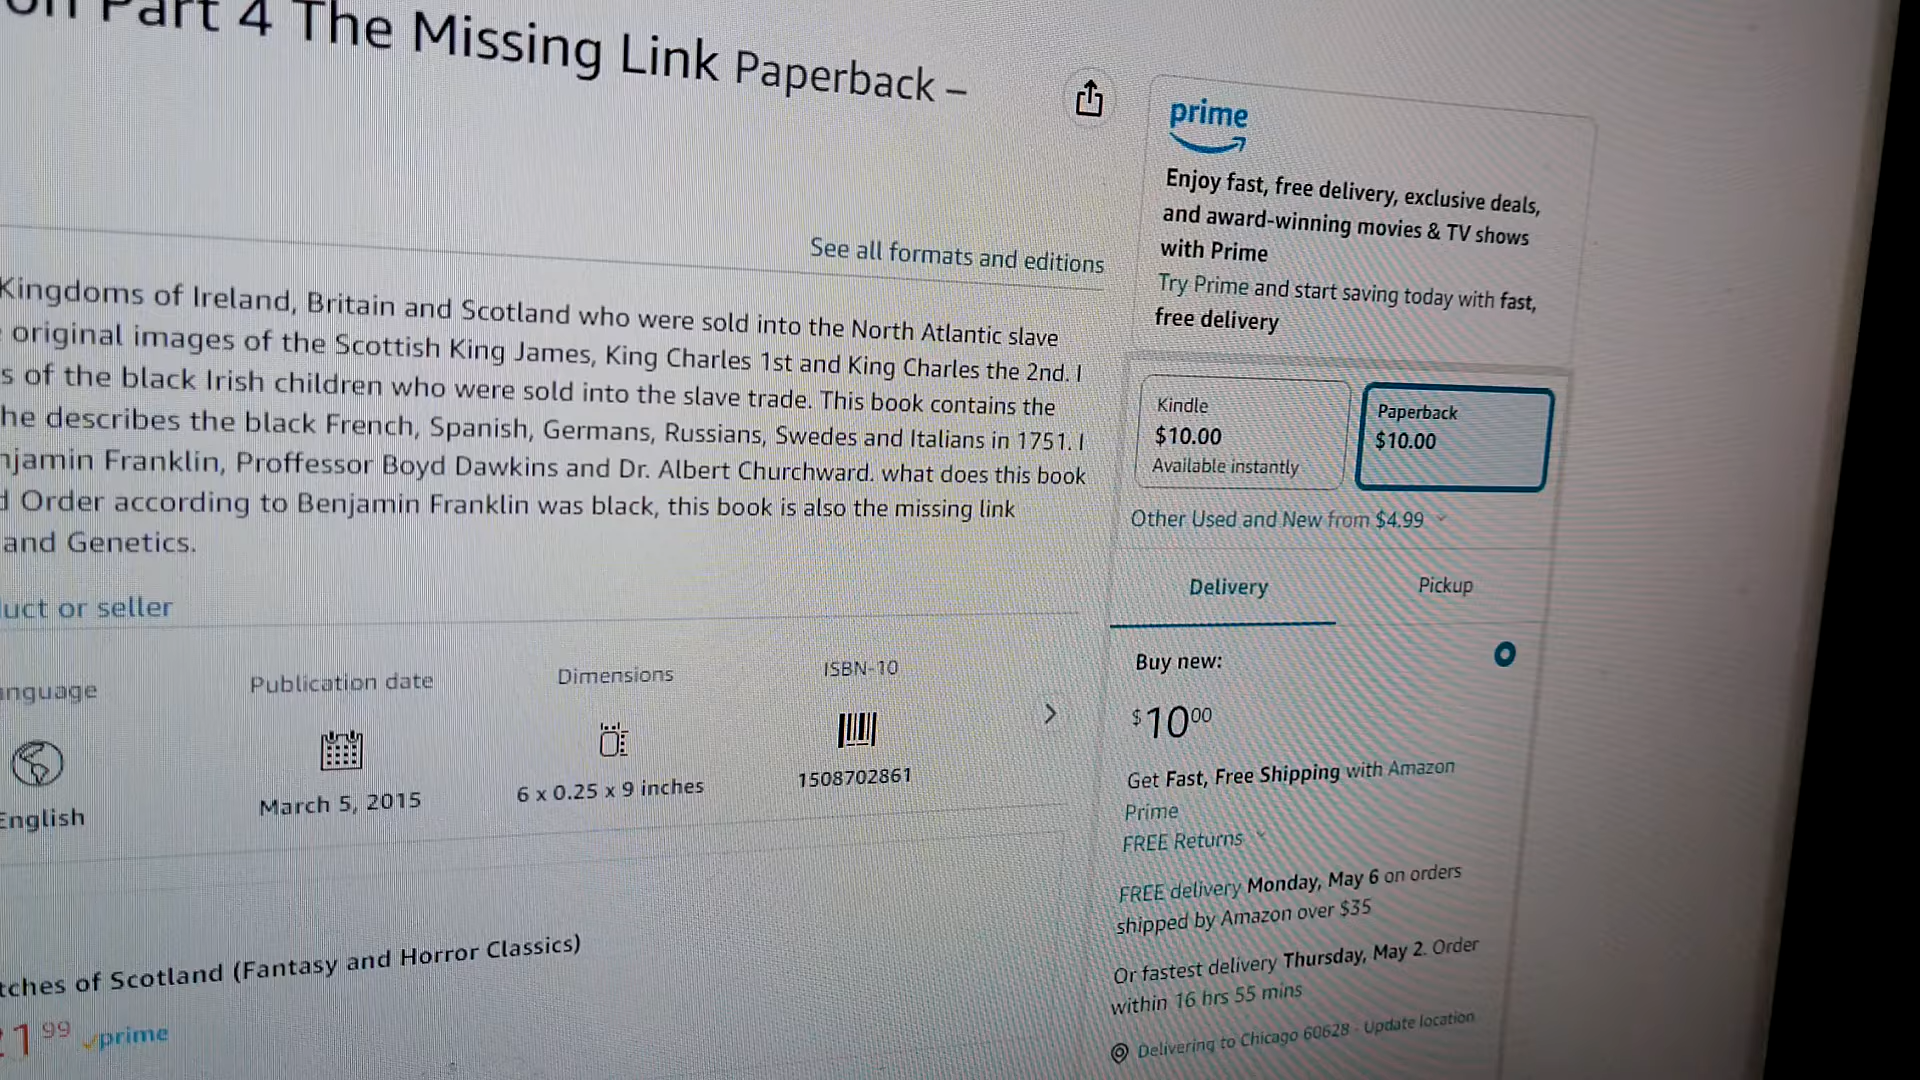 Part 4 The Missing Link Paperback –
See all formats and editions
Kingdoms of Ireland, Britain and Scotland who were sold into the North Atlantic slave
original images of the Scottish King James, King Charles 1st and King Charles the 2nd. I
of the black Irish children who were sold into the slave trade. This book contains the
he describes the black French, Spanish, Germans, Russians, Swedes and Italians in 1751. I
Franklin, Proffessor Boyd Dawkins and Dr. Albert Churchward. what does this book
Order according to Benjamin Franklin was black, this book is also the missing link
and Genetics.
or seller
Publication date
Dimensions
ISBN-10
English
March 5, 2015
6 x 0.25 x 9 inches
1508702861
of Scotland (Fantasy and Horror Classics)
99
prime
prime
Enjoy fast, free delivery, exclusive deals,
and award-winning movies & TV shows
with Prime
Try Prime and start saving today with fast,
free delivery
Kindle
$10.00
Available instantly
Paperback
$10.00
Other Used and New from $4.99
Delivery
Pickup
Buy new:
$1000
Get Fast, Free Shipping with Amazon
Prime
FREE Returns
FREE delivery Monday, May 6 on orders
shipped by Amazon over $35
Or fastest delivery Thursday, May 2. Order
within 16 hrs 55 mins
Delivering to Chicago 60628 - Update location